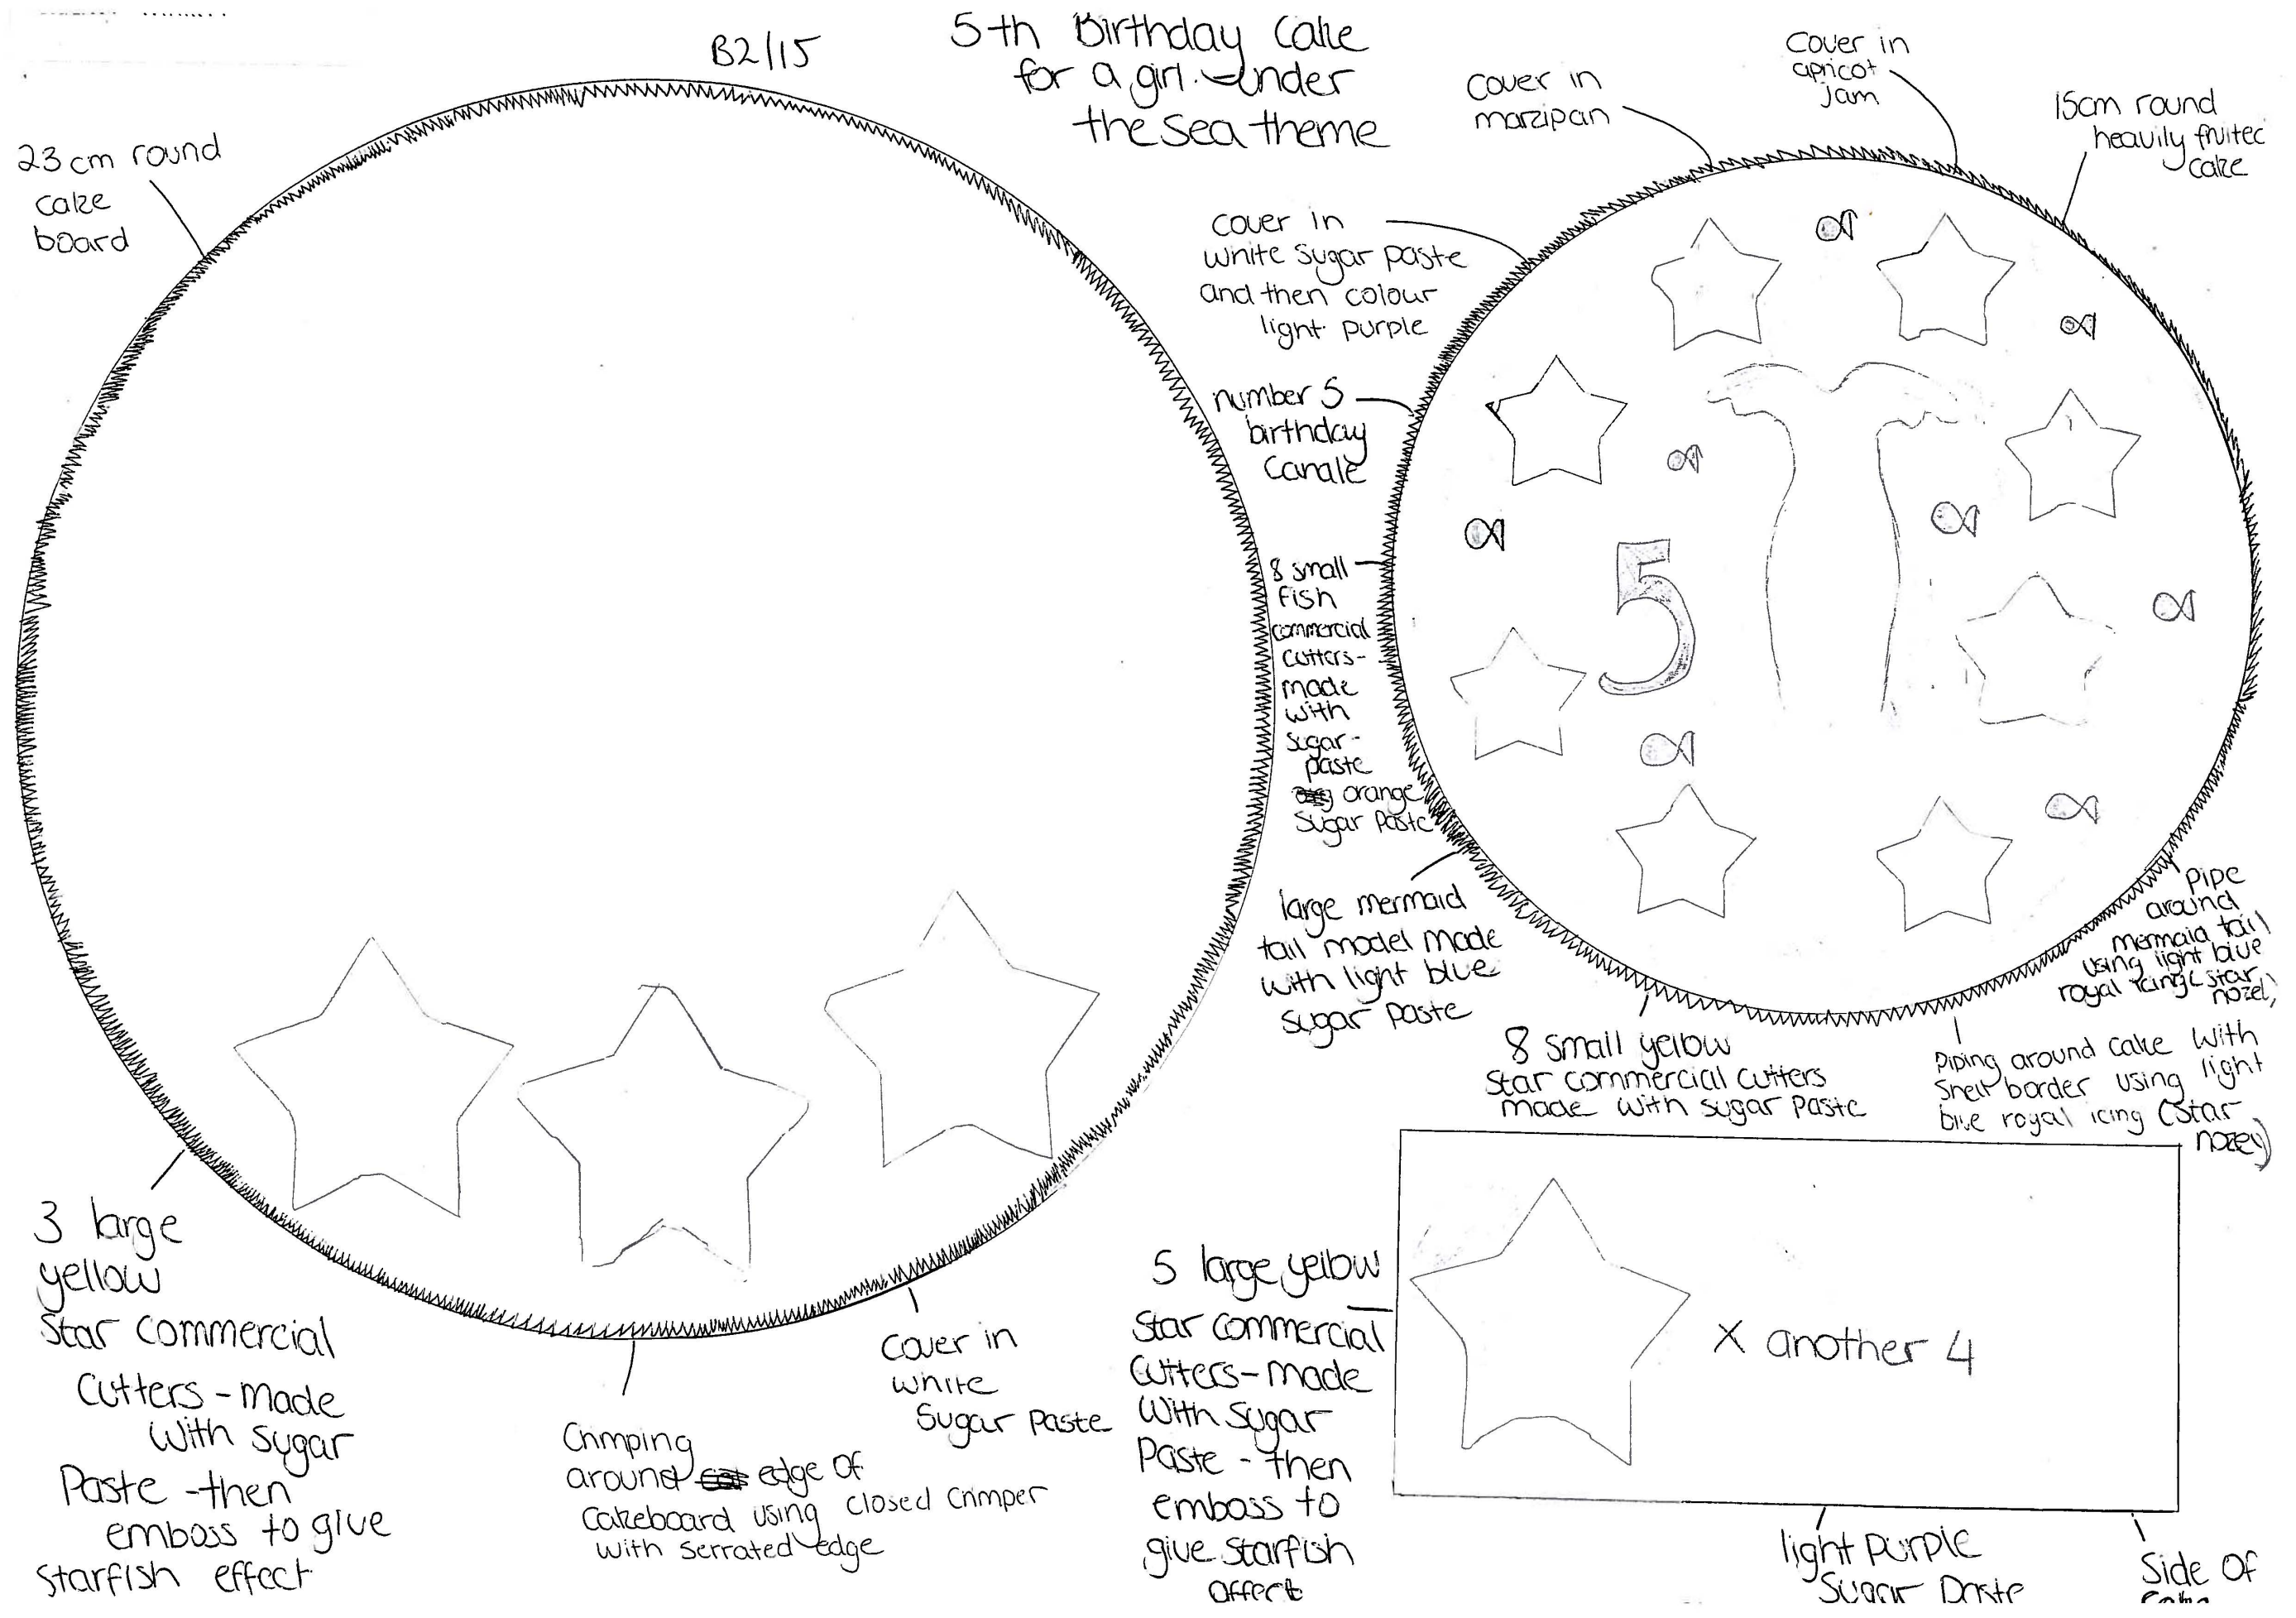 B2/15
5th Birthday Cake
for a girl. - under
the sea theme
23cm round
cake
board
3 large
yellow
Star commercial
Cutters - made
with sugar
Paste - then
emboss to give
Starfish effect
Crimping
around edge of
Cakeboard using closed crimper
with serrated edge
Cover in
white
Sugar Paste
cover in
marzipan
Cover in
apricot
Jam
15cm round
heavily fruited
cake
cover in
white sugar paste
and then colour
light purple
number 5
birthday
Candle
8 small
fish
commercial
cutters-
made
with
sugar-
paste
orange
Sugar Paste
large mermaid
tail model made
with light blue
sugar paste
5
8 small yellow
Star commercial cutters
made with sugar paste
pipe
around
mermaid tail
using light blue
royal icing (star
nozel)
Piping around cake with
shell border using light
blue royal icing (Star
nozel)
5 large yellow
Star commercial
Cutters - made
with sugar
Paste - then
emboss to
give starfish
affect
X another 4
light purple
Sugar Paste
Side Of